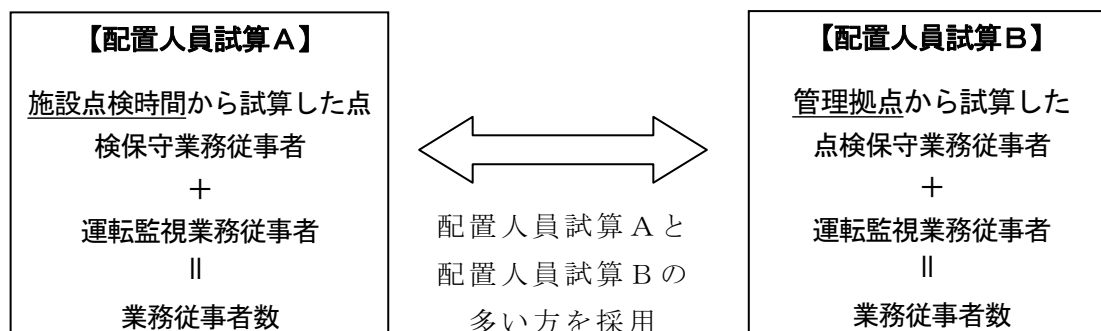 【配置人員試算A】
施設点検時間から試算した点
検保守業務従事者
＋
運転監視業務従事者
＝
業務従事者数
配置人員試算Aと
配置人員試算Bの
多い方を採用
【配置人員試算B】
管理拠点から試算した
点検保守業務従事者
＋
運転監視業務従事者
＝
業務従事者数